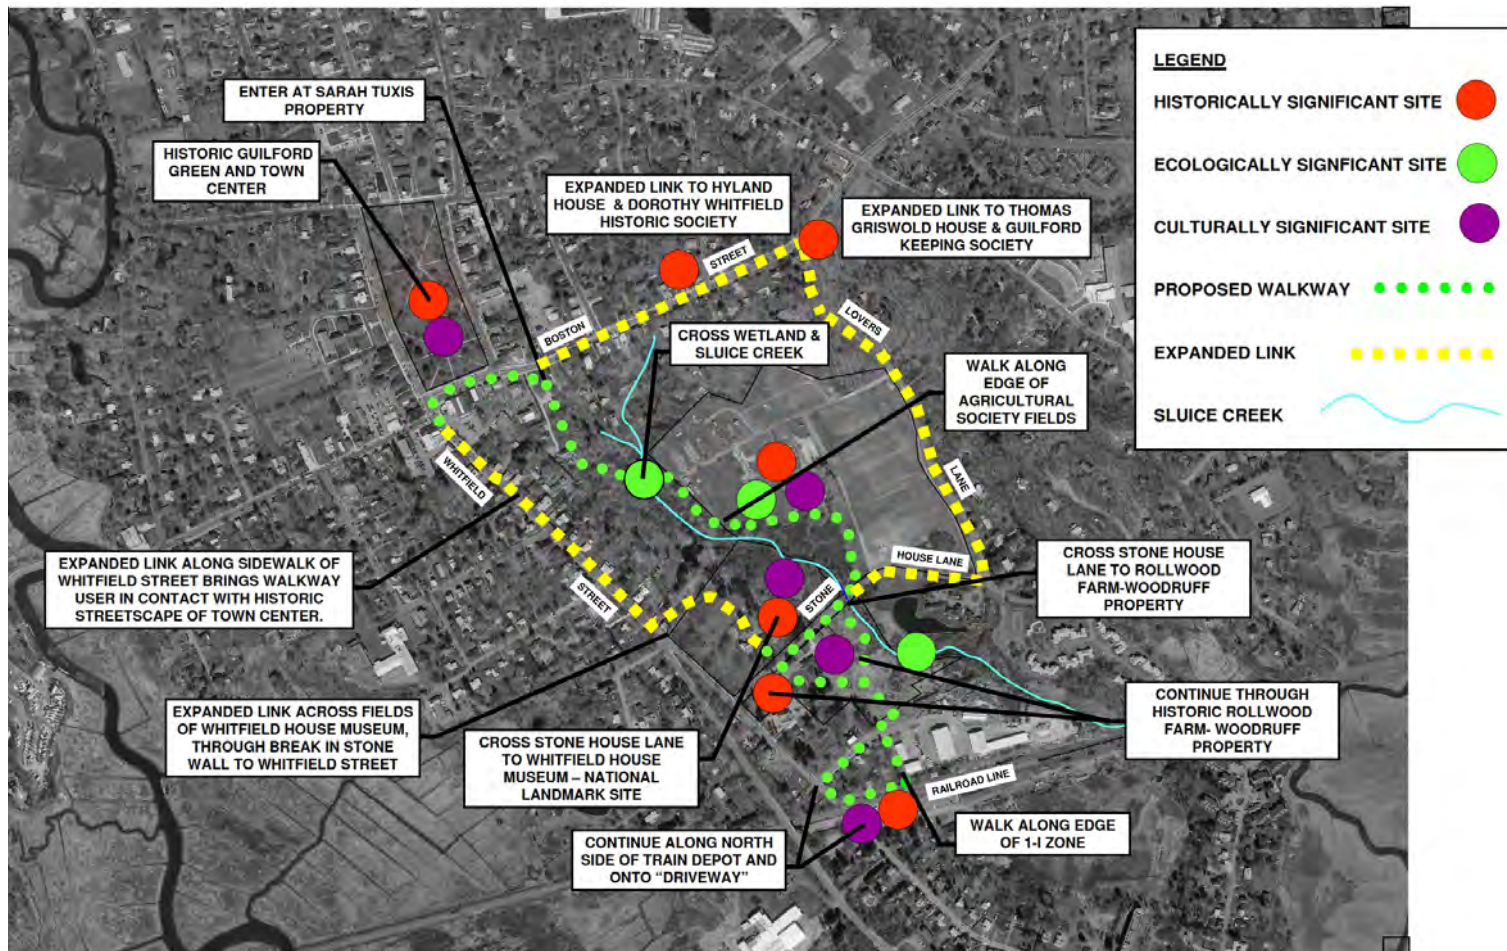 LEGEND
HISTORICALLY SIGNIFICANT SITE
ECOLOGICALLY SIGNFICANT SITE
CULTURALLY SIGNIFICANT SITE
PROPOSED WALKWAY
EXPANDED LINK
SLUICE CREEK
ENTER AT SARAH TUXIS
PROPERTY
HISTORIC GUILFORD
GREEN AND TOWN
CENTER
EXPANDED LINK TO HYLAND
HOUSE & DOROTHY WHITFIELD
HISTORIC SOCIETY
EXPANDED LINK TO THOMAS
GRISWOLD HOUSE & GUILFORD
KEEPING SOCIETY
STREET
BOSTON
LOVERS
CROSS WETLAND &
SLUICE CREEK
WALK ALONG
EDGE OF
AGRICULTURAL
SOCIETY FIELDS
WHITFIELD
LANE
EXPANDED LINK ALONG SIDEWALK OF
WHITFIELD STREET BRINGS WALKWAY
USER IN CONTACT WITH HISTORIC
STREETSCAPE OF TOWN CENTER.
STREET
HOUSE LANE
STONE
CROSS STONE HOUSE
LANE TO ROLLWOOD
FARM-WOODRUFF
PROPERTY
EXPANDED LINK ACROSS FIELDS
OF WHITFIELD HOUSE MUSEUM,
THROUGH BREAK IN STONE
WALL TO WHITFIELD STREET
CROSS STONE HOUSE LANE
TO WHITFIELD HOUSE
MUSEUM – NATIONAL
LANDMARK SITE
CONTINUE THROUGH
HISTORIC ROLLWOOD
FARM- WOODRUFF
PROPERTY
RAILROAD LINE
CONTINUE ALONG NORTH
SIDE OF TRAIN DEPOT AND
ONTO “DRIVEWAY”
WALK ALONG EDGE
OF 1-I ZONE